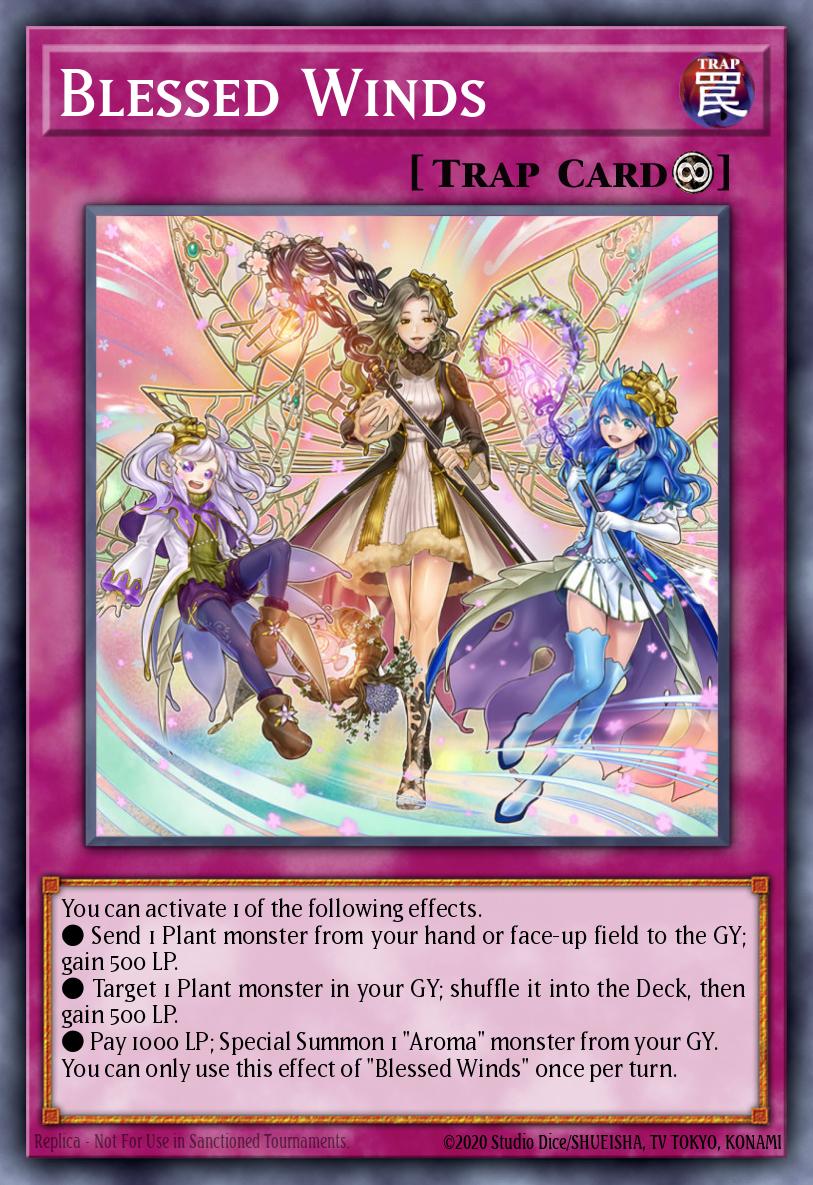 Blessed Winds
TRAP
罠
[ Trap Card ]
You can activate 1 of the following effects.
● Send 1 Plant monster from your hand or face-up field to the GY;
gain 500 LP.
● Target 1 Plant monster in your GY; shuffle it into the Deck, then
gain 500 LP.
● Pay 1000 LP; Special Summon 1 "Aroma" monster from your GY.
You can only use this effect of "Blessed Winds" once per turn.
Replica - Not For Use in Sanctioned Tournaments.
©2020 Studio Dice/SHUEISHA, TV TOKYO, KONAMI